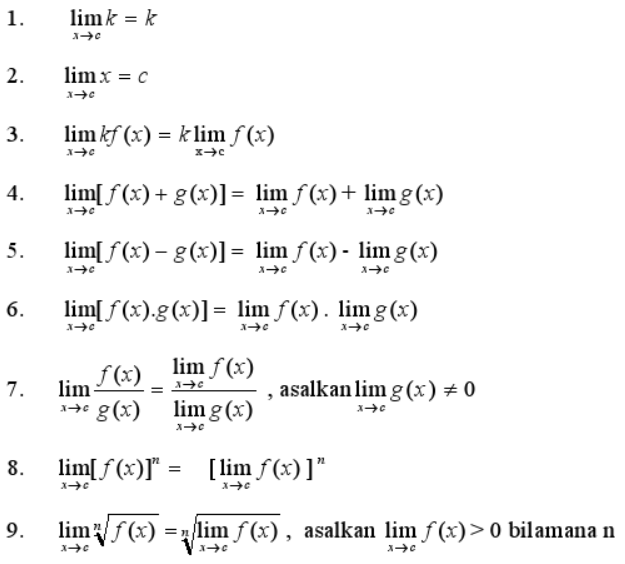 1. lim x→c k = k
2. lim x→c x = c
3. lim x→c kf(x) = k lim x→c f(x)
4. lim x→c [f(x) + g(x)] = lim x→c f(x) + lim x→c g(x)
5. lim x→c [f(x) – g(x)] = lim x→c f(x) - lim x→c g(x)
6. lim x→c [f(x).g(x)] = lim x→c f(x) . lim x→c g(x)
7. lim x→c f(x)/g(x) = lim x→c f(x) / lim x→c g(x) , asalkan lim x→c g(x) ≠ 0
8. lim x→c [f(x)]ⁿ = [lim x→c f(x)]ⁿ
9. lim x→c ⁿ√f(x) = ⁿ√lim x→c f(x) , asalkan lim x→c f(x) > 0 bilamana n